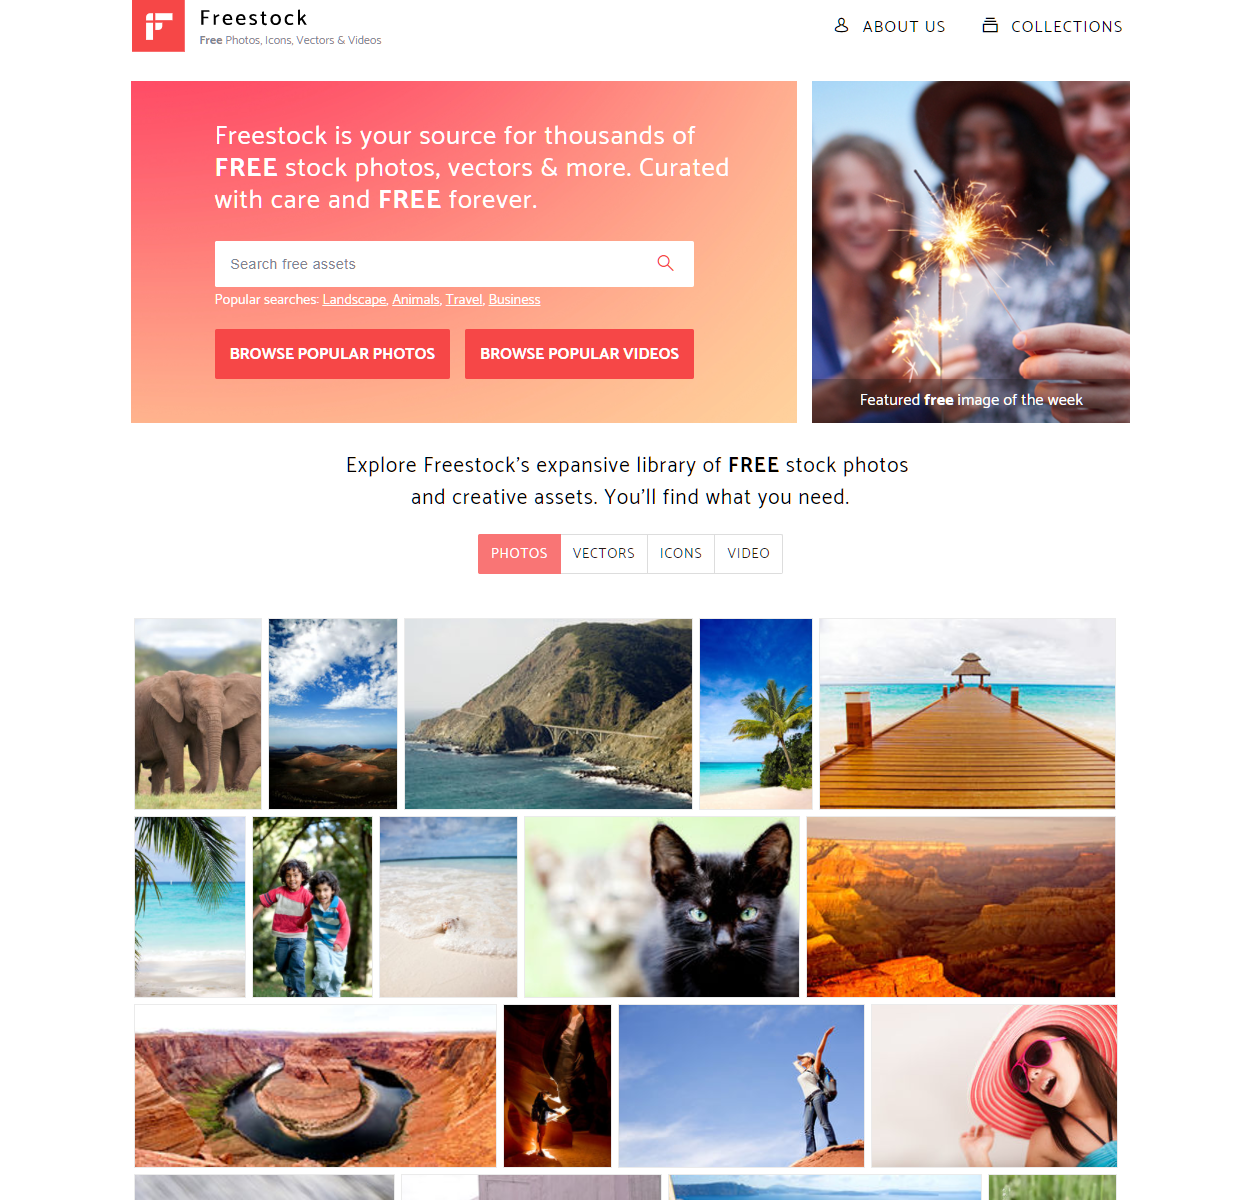 Freestock
Free Photos, Icons, Vectors & Videos
ABOUT US
COLLECTIONS
Freestock is your source for thousands of
FREE stock photos, vectors & more. Curated
with care and FREE forever.
Search free assets
Popular searches: Landscape, Animals, Travel, Business
BROWSE POPULAR PHOTOS
BROWSE POPULAR VIDEOS
Featured free image of the week
Explore Freestock's expansive library of FREE stock photos
and creative assets. You'll find what you need.
PHOTOS
VECTORS
ICONS
VIDEO